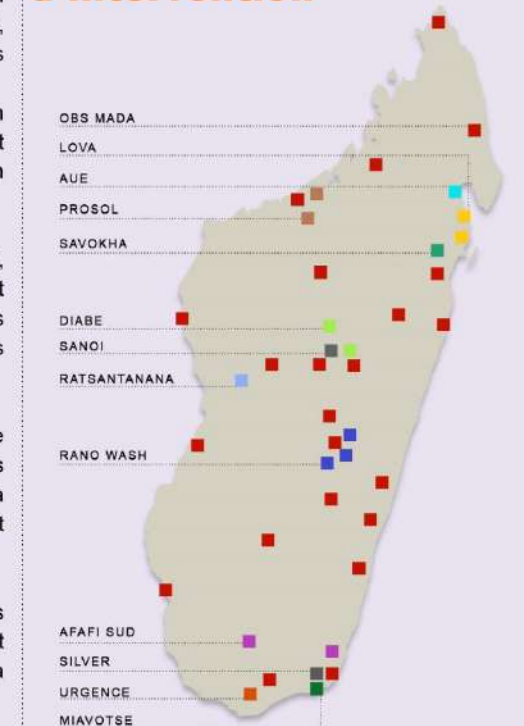 OBS MADA
LOVA
AUE
PROSOL
SAVOKHA
DIABE
SANOI
RATSANTANANA
RANO WASH
AFAFI SUD
SILVER
URGENCE
MIAVOTSE